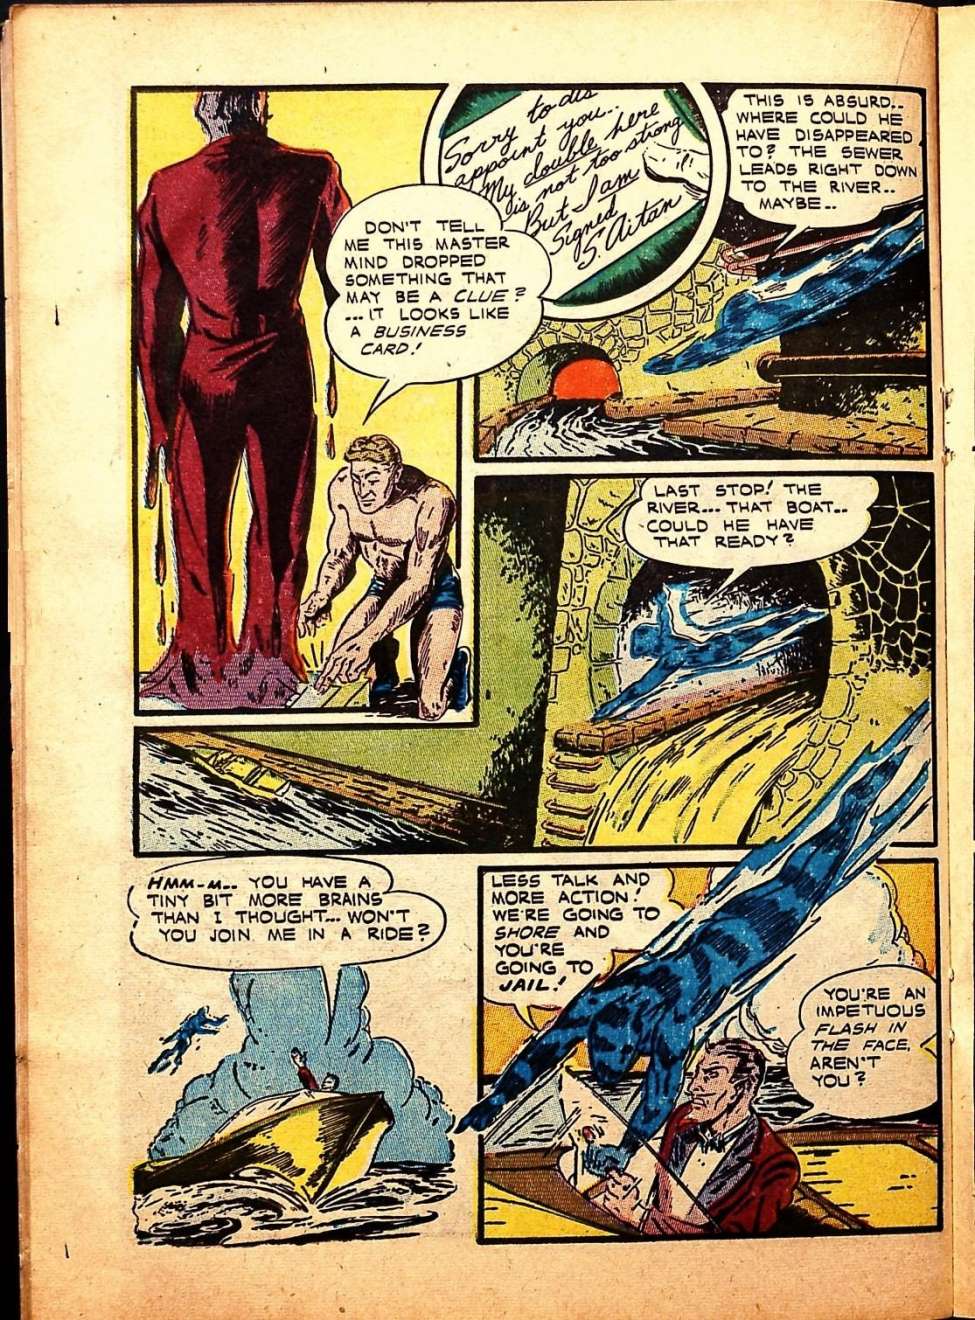 DON'T TELL
ME THIS MASTER
MIND DROPPED
SOMETHING THAT
MAY BE A CLUE?
...IT LOOKS LIKE
A BUSINESS
CARD!
Sorry to dis
appoint you..
My double here
is not too strong
But I am
Signed
S. Aitan
THIS IS ABSURD..
WHERE COULD HE
HAVE DISAPPEARED
TO? THE SEWER
LEADS RIGHT DOWN
TO THE RIVER..
MAYBE..
LAST STOP! THE
RIVER... THAT BOAT..
COULD HE HAVE
THAT READY?
HMM-M.. YOU HAVE A
TINY BIT MORE BRAINS
THAN I THOUGHT... WON'T
YOU JOIN ME IN A RIDE?
LESS TALK AND
MORE ACTION!
WE'RE GOING TO
SHORE AND
YOU'RE
GOING TO
JAIL!
YOU'RE AN
IMPETUOUS
FLASH IN
THE FACE,
AREN'T
YOU?